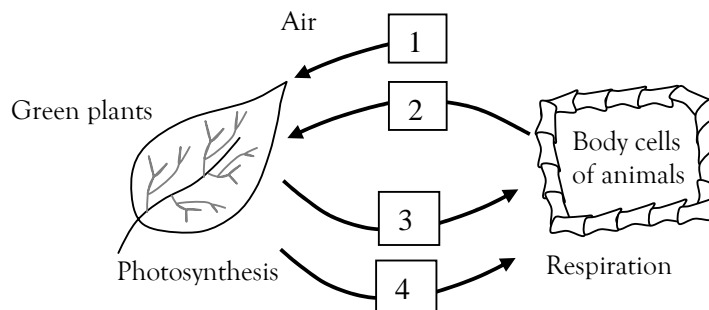 Air
1
Green plants
2
Body cells
of animals
3
Photosynthesis
4
Respiration